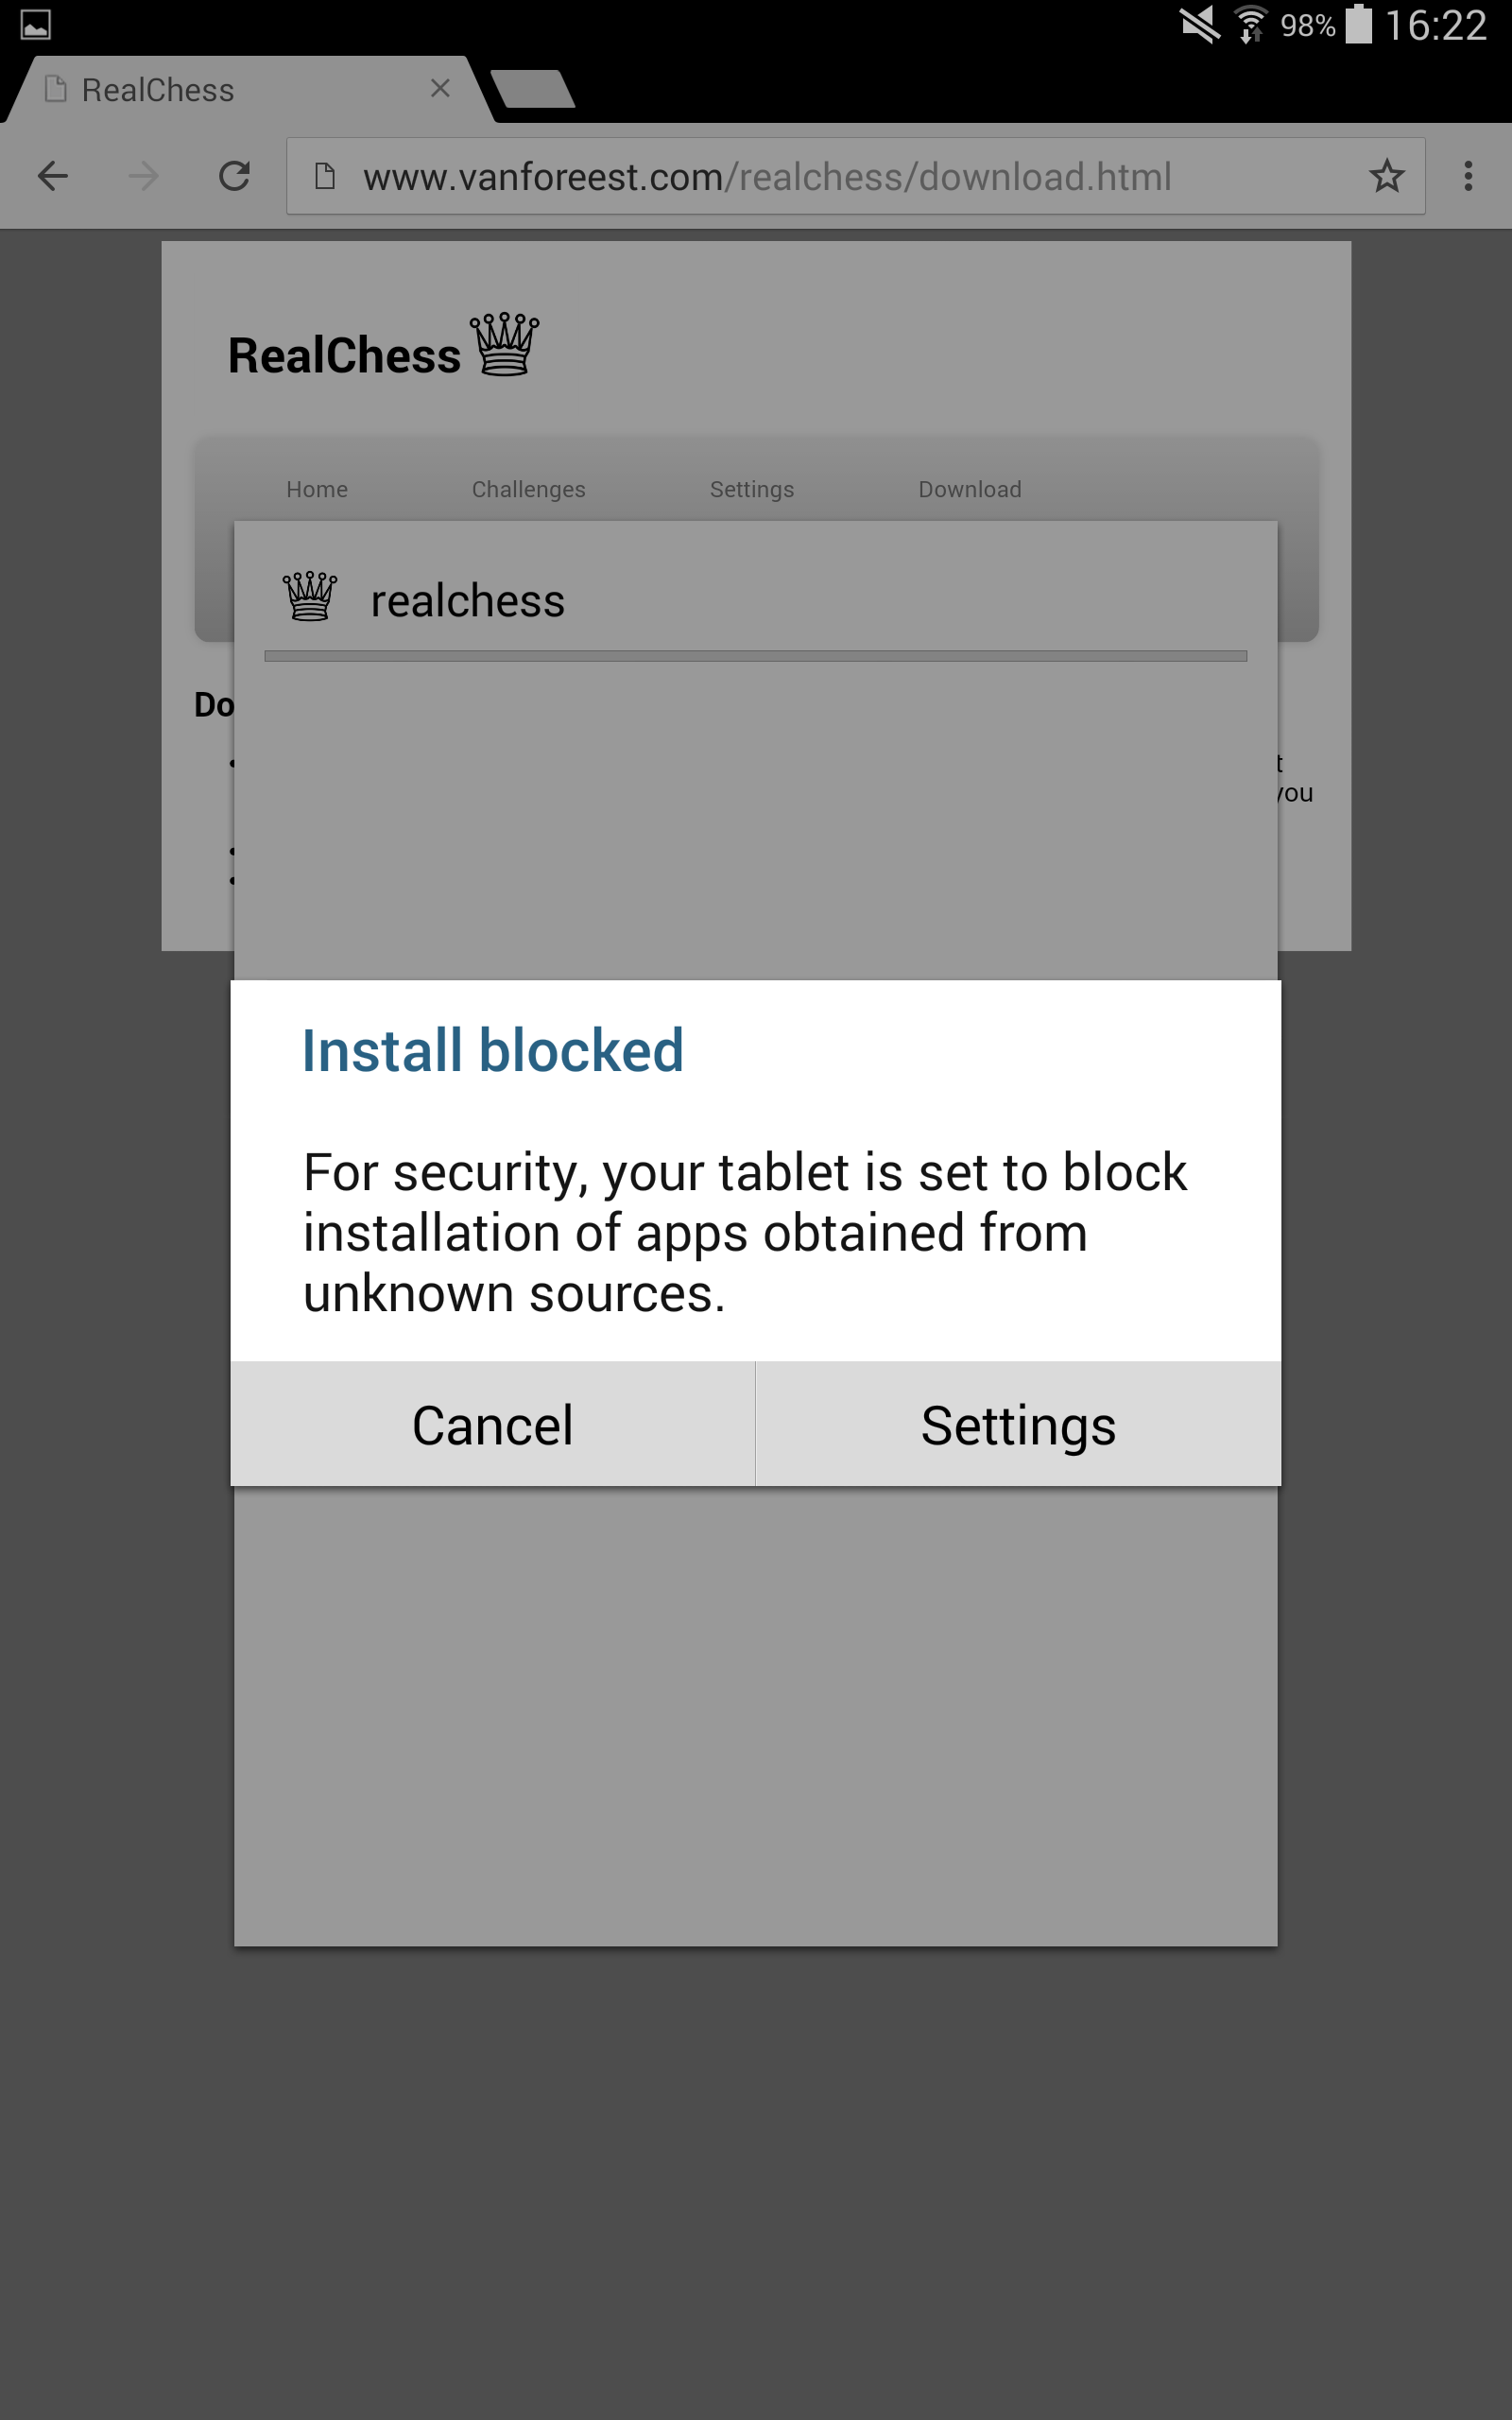 98% 16:22
RealChess
www.vanforeest.com/realchess/download.html
RealChess
Home Challenges Settings Download
realchess
Do
t
you
Install blocked
For security, your tablet is set to block
installation of apps obtained from
unknown sources.
Cancel Settings